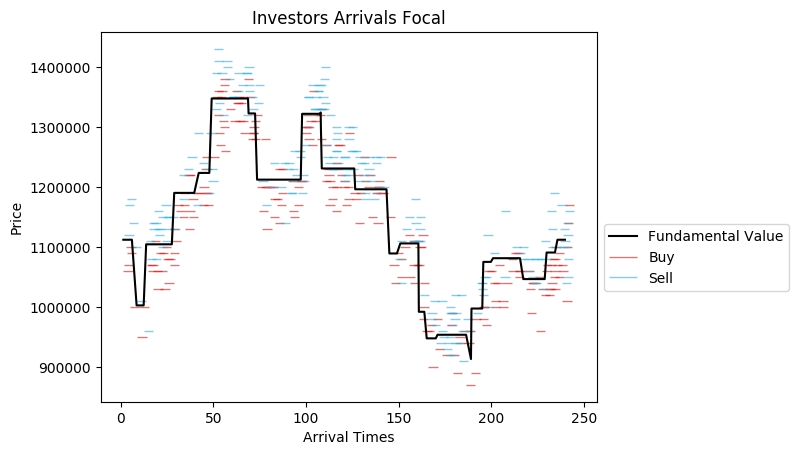 Investors Arrivals Focal
Price
1400000
1300000
1200000
1100000
1000000
900000
0 50 100 150 200 250
Arrival Times
Fundamental Value
Buy
Sell